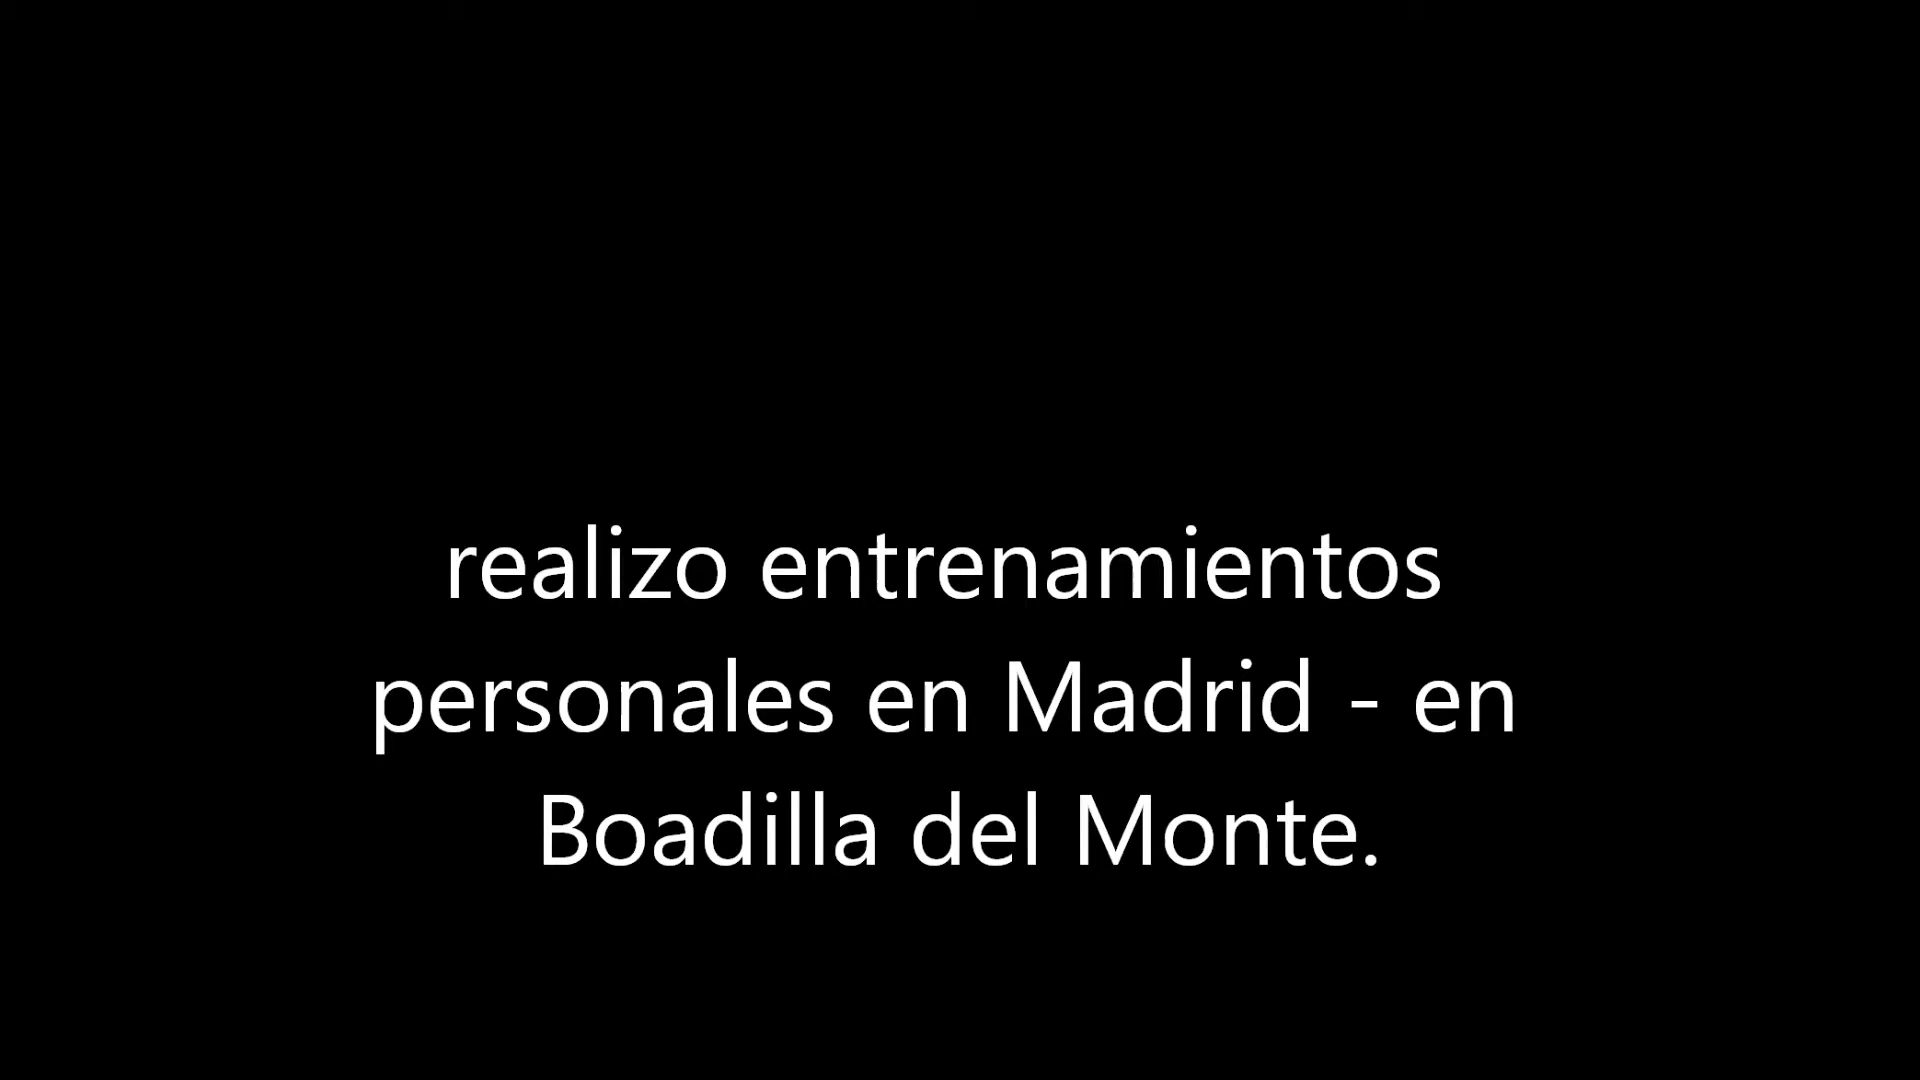 realizo entrenamientos
personales en Madrid - en
Boadilla del Monte.